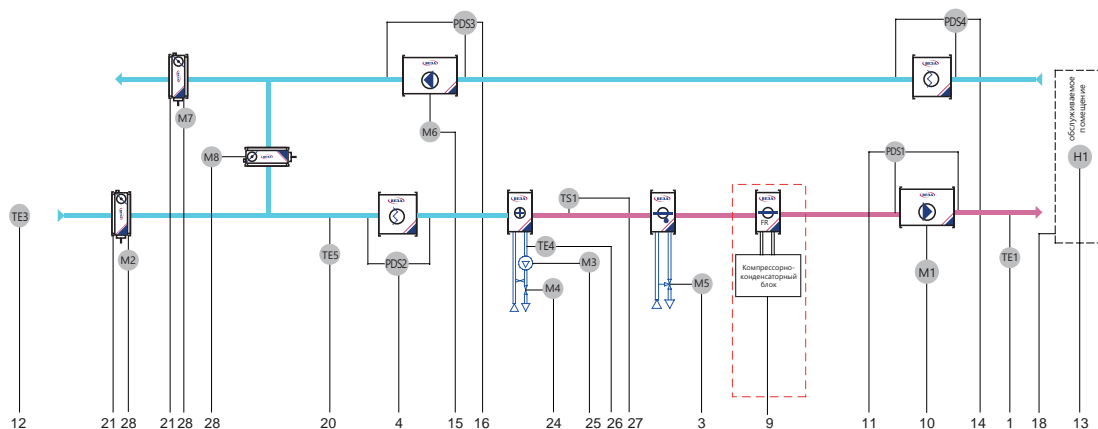 PDS3
PDS4
M7
M6
M8
обслуживаемое
помещение
H1
PDS1
TE3
TS1
FR
M2
TE5
PDS2
TE4
M3
M4
M5
Компрессорно-
конденсаторный
блок
M1
TE1
12 21 28 21 28 28 20 4 15 16 24 25 26 27 3 9 11 10 14 1 18 13